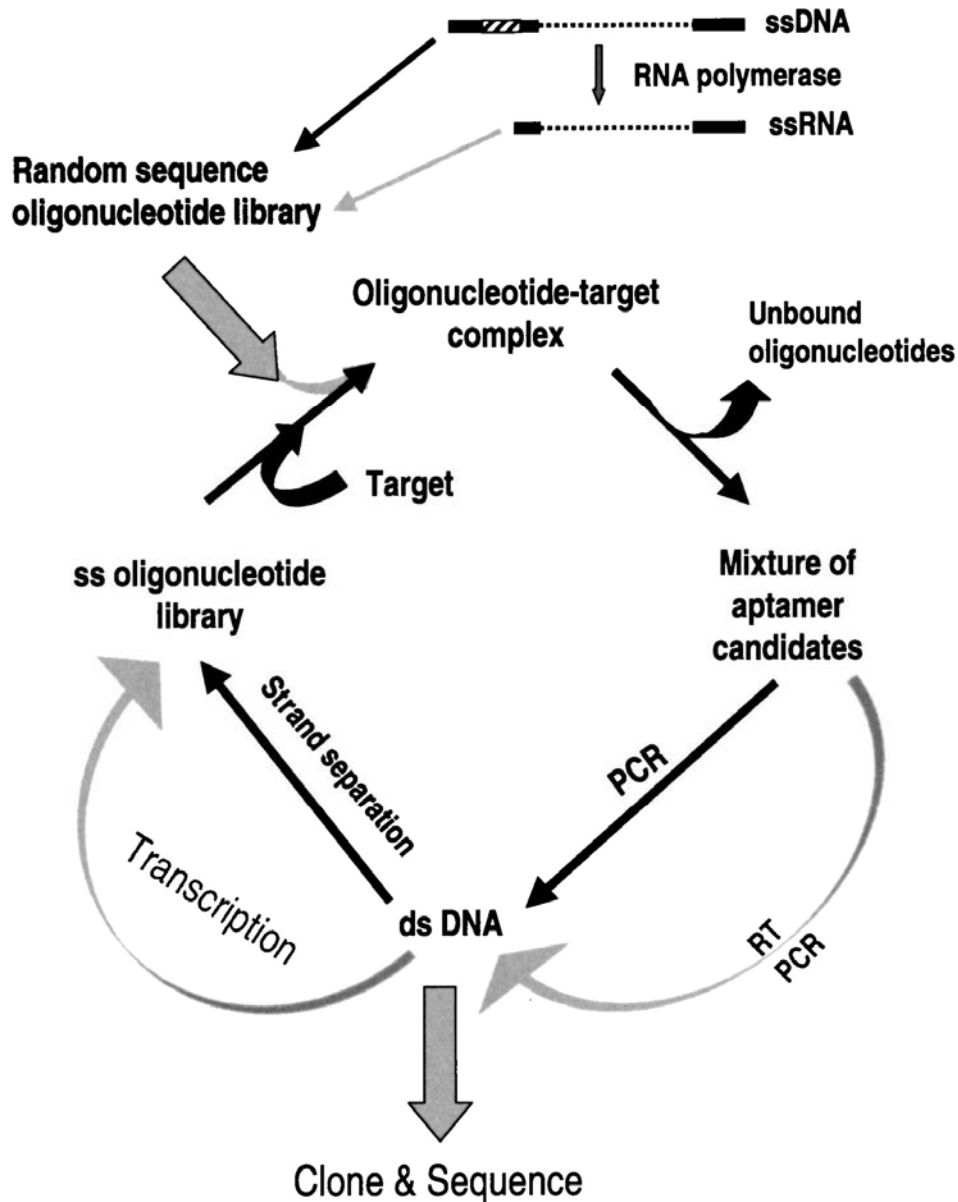 ssDNA
RNA polymerase
ssRNA
Random sequence
oligonucleotide library
Oligonucleotide-target
complex
Unbound
oligonucleotides
Target
ss oligonucleotide
library
Mixture of
aptamer
candidates
Strand separation
PCR
Transcription
ds DNA
RT
PCR
Clone & Sequence